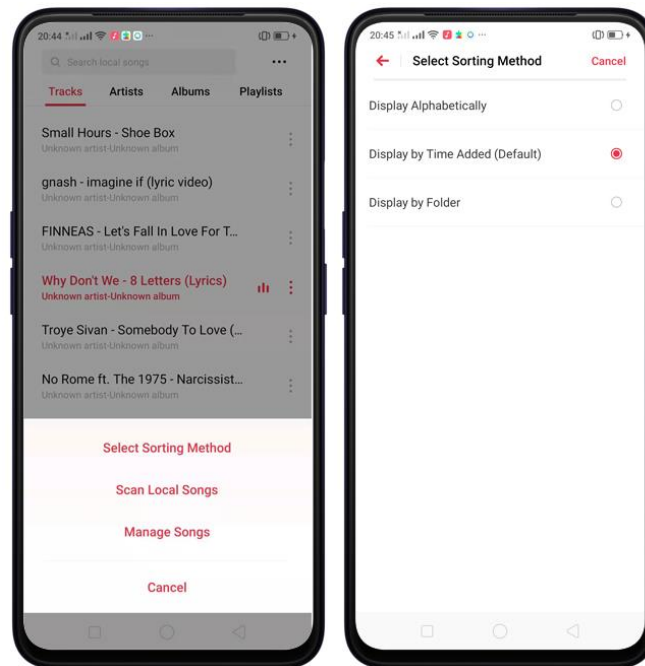 20:44
Search local songs
Tracks Artists Albums Playlists
Small Hours - Shoe Box
Unknown artist-Unknown album
gnash - imagine if (lyric video)
Unknown artist-Unknown album
FINNEAS - Let's Fall In Love For T...
Unknown artist-Unknown album
Why Don't We - 8 Letters (Lyrics)
Unknown artist-Unknown album
Troye Sivan - Somebody To Love (...
Unknown artist-Unknown album
No Rome ft. The 1975 - Narcissist...
Unknown artist-Unknown album
Select Sorting Method
Scan Local Songs
Manage Songs
Cancel
20:45
Select Sorting Method Cancel
Display Alphabetically
Display by Time Added (Default)
Display by Folder